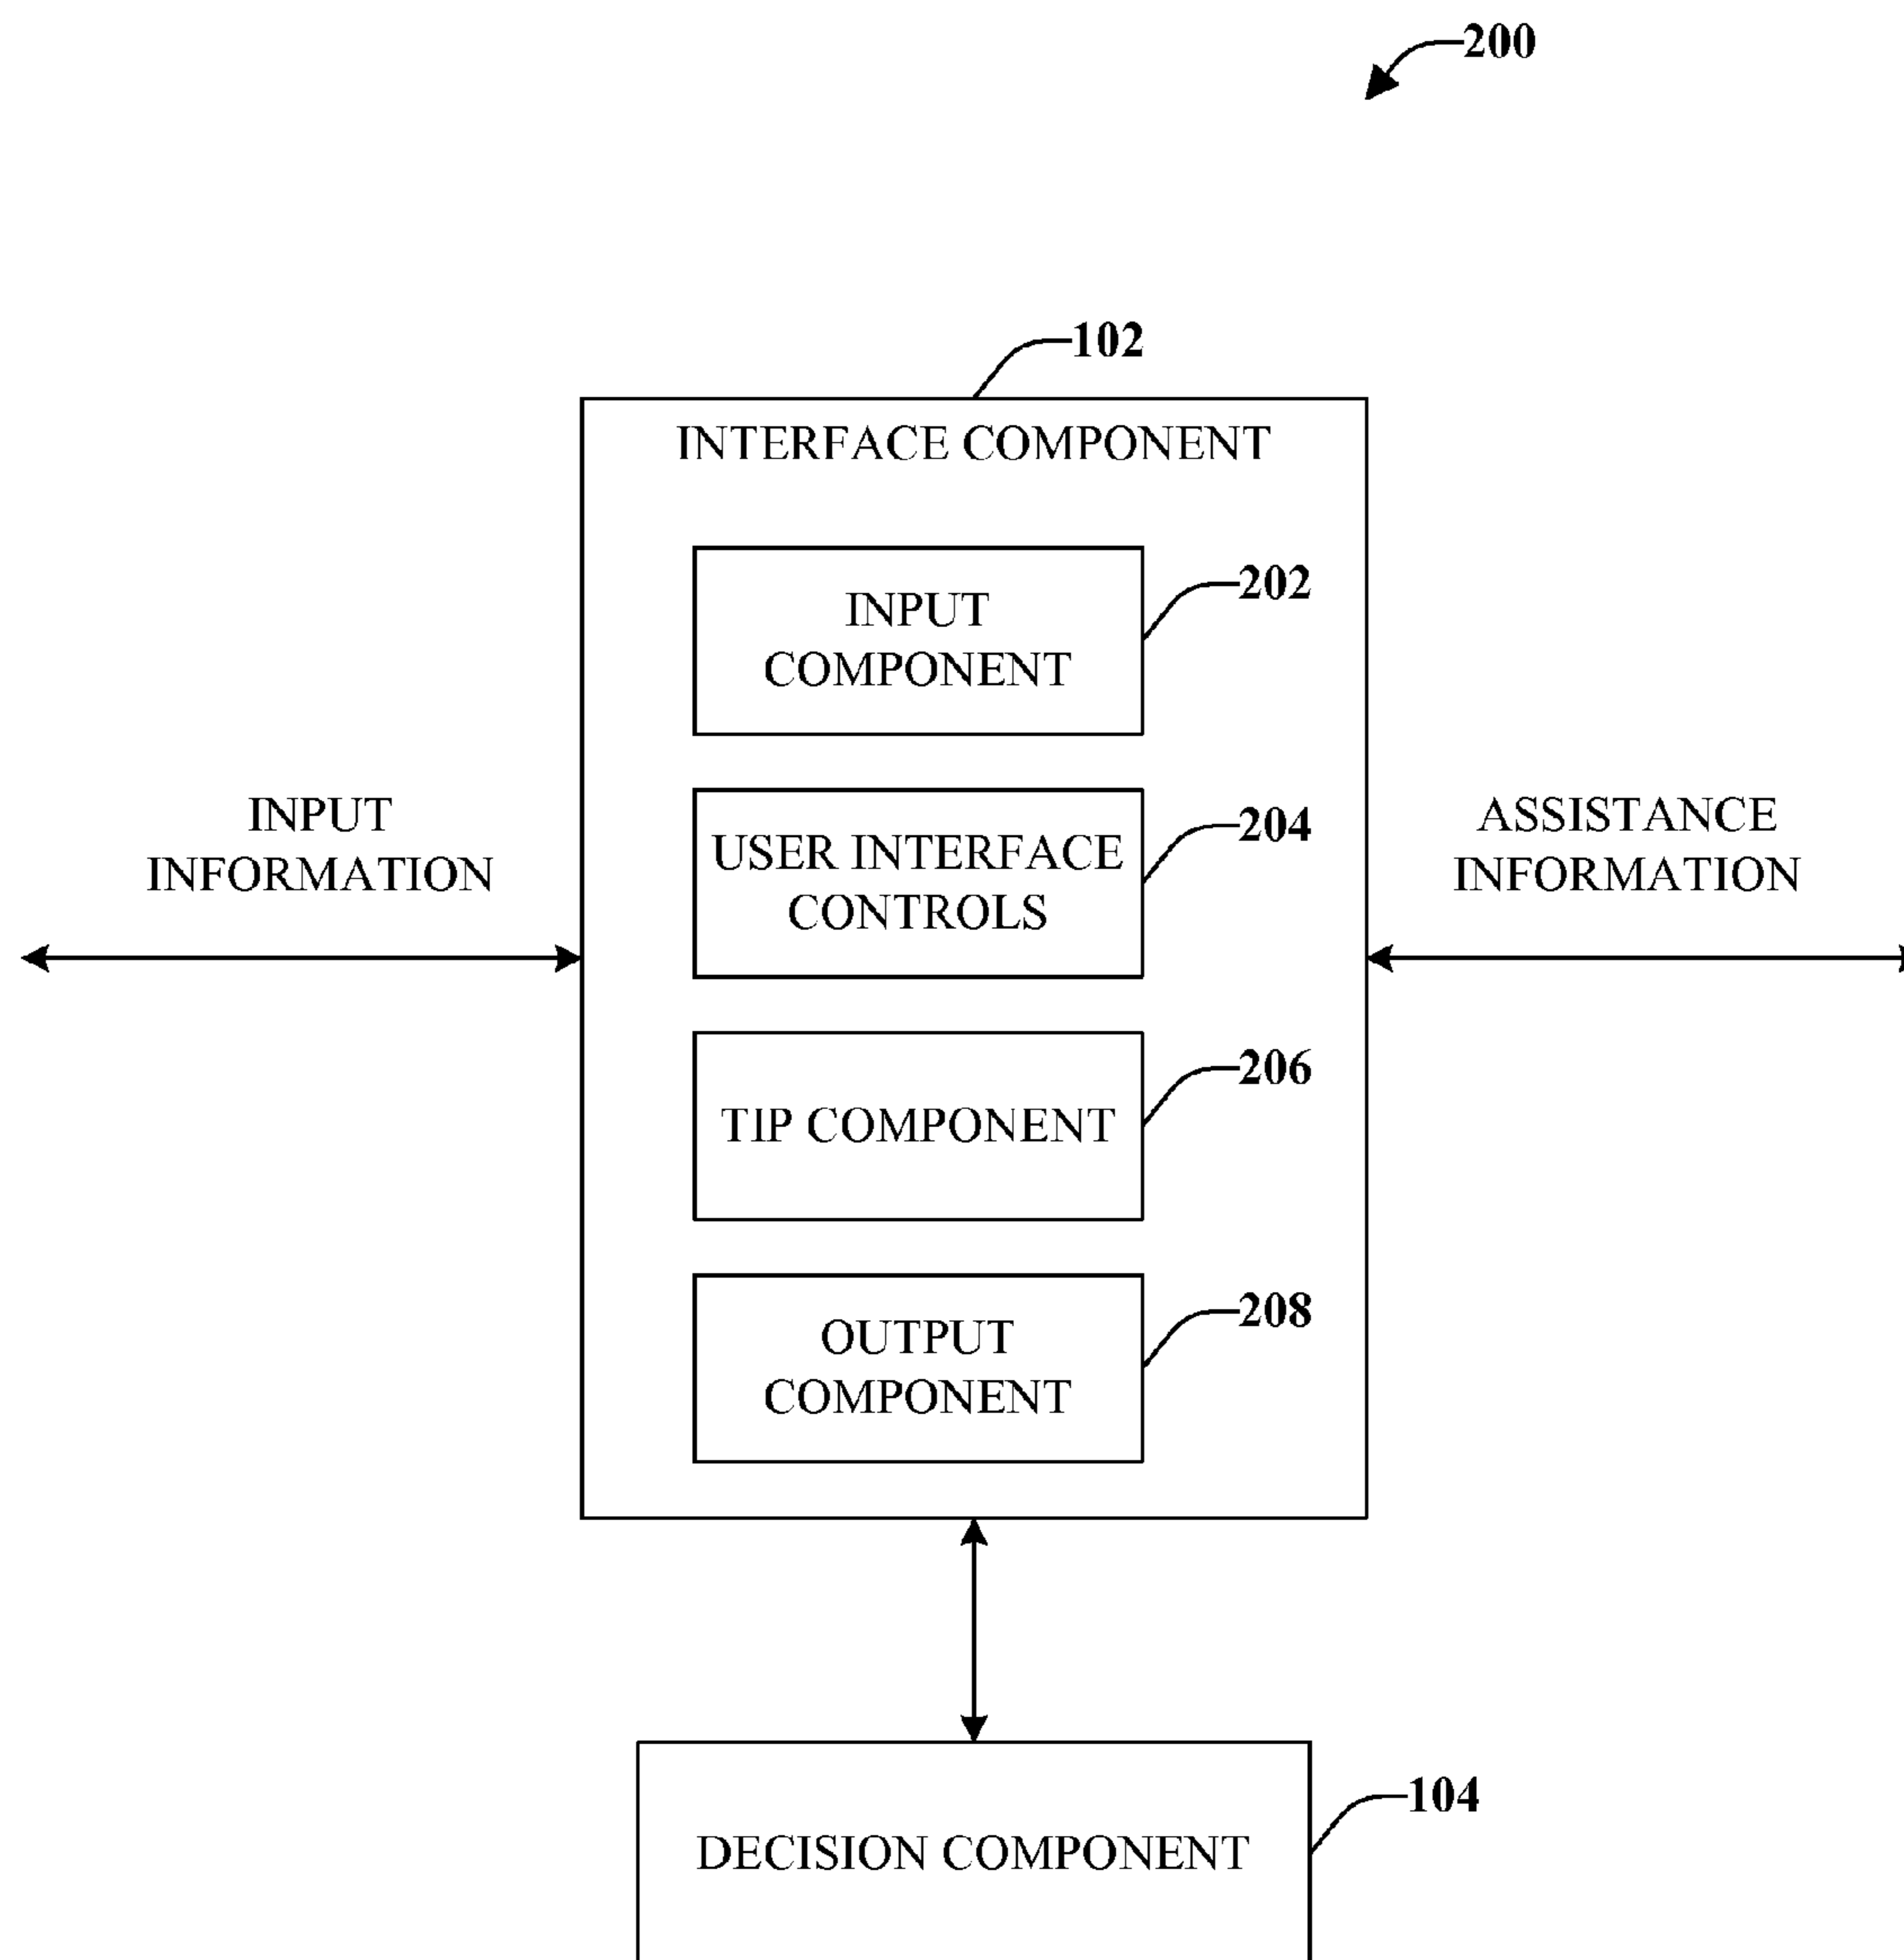 200
102
INTERFACE COMPONENT
INPUT
COMPONENT
202
INPUT
INFORMATION
USER INTERFACE
CONTROLS
204
ASSISTANCE
INFORMATION
TIP COMPONENT
206
OUTPUT
COMPONENT
208
DECISION COMPONENT
104